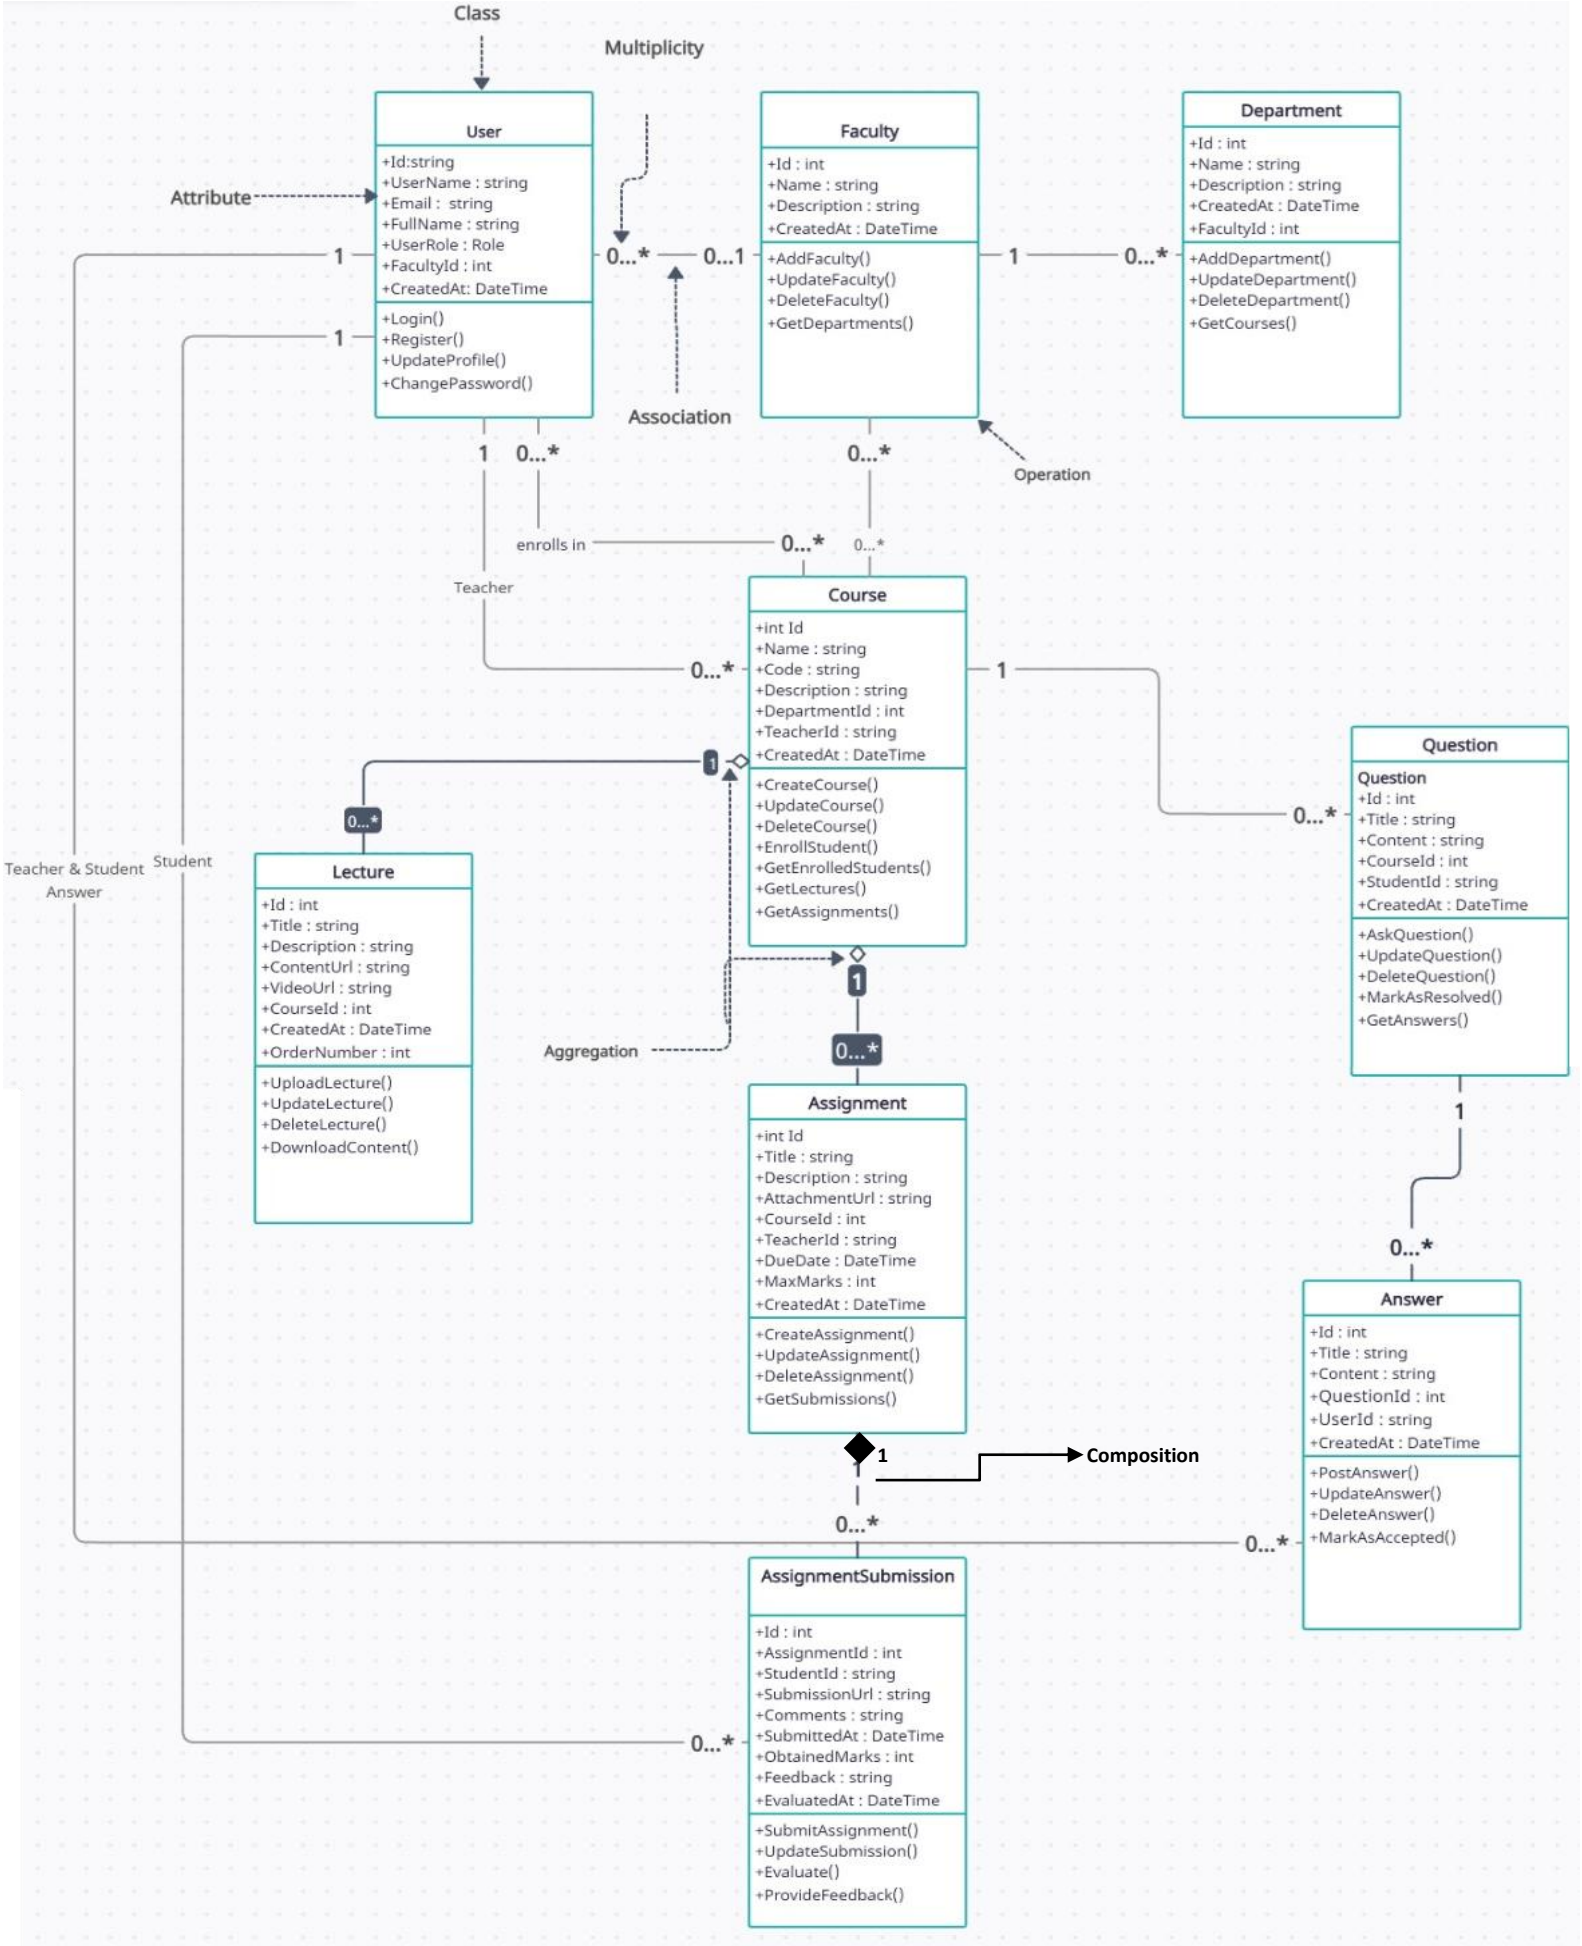 Class
Multiplicity
Attribute
Association
Operation
User
+Id:string
+UserName : string
+Email :  string
+FullName : string
+UserRole : Role
+FacultyId : int
+CreatedAt: DateTime
+Login()
+Register()
+UpdateProfile()
+ChangePassword()
0...*
0...1
Faculty
+Id : int
+Name : string
+Description : string
+CreatedAt : DateTime
+AddFaculty()
+UpdateFaculty()
+DeleteFaculty()
+GetDepartments()
1
0...*
Department
+Id : int
+Name : string
+Description : string
+CreatedAt : DateTime
+FacultyId : int
+AddDepartment()
+UpdateDepartment()
+DeleteDepartment()
+GetCourses()
1
1
1
0...*
0...*
enrolls in
0...*
0...*
Teacher
0...*
Course
+int Id
+Name : string
+Code : string
+Description : string
+DepartmentId : int
+TeacherId : string
+CreatedAt : DateTime
+CreateCourse()
+UpdateCourse()
+DeleteCourse()
+EnrollStudent()
+GetEnrolledStudents()
+GetLectures()
+GetAssignments()
1
0...*
Question
Question
+Id : int
+Title : string
+Content : string
+CourseId : int
+StudentId : string
+CreatedAt : DateTime
+AskQuestion()
+UpdateQuestion()
+DeleteQuestion()
+MarkAsResolved()
+GetAnswers()
1
0...*
Teacher & Student
Answer
Student
Lecture
+Id : int
+Title : string
+Description : string
+ContentUrl : string
+VideoUrl : string
+CourseId : int
+CreatedAt : DateTime
+OrderNumber : int
+UploadLecture()
+UpdateLecture()
+DeleteLecture()
+DownloadContent()
Aggregation
1
0...*
Assignment
+int Id
+Title : string
+Description : string
+AttachmentUrl : string
+CourseId : int
+TeacherId : string
+DueDate : DateTime
+MaxMarks : int
+CreatedAt : DateTime
+CreateAssignment()
+UpdateAssignment()
+DeleteAssignment()
+GetSubmissions()
1
0...*
Answer
+Id : int
+Title : string
+Content : string
+QuestionId : int
+UserId : string
+CreatedAt : DateTime
+PostAnswer()
+UpdateAnswer()
+DeleteAnswer()
+MarkAsAccepted()
1
Composition
0...*
0...*
AssignmentSubmission
+Id : int
+AssignmentId : int
+StudentId : string
+SubmissionUrl : string
+Comments : string
+SubmittedAt : DateTime
+ObtainedMarks : int
+Feedback : string
+EvaluatedAt : DateTime
+SubmitAssignment()
+UpdateSubmission()
+Evaluate()
+ProvideFeedback()
0...*